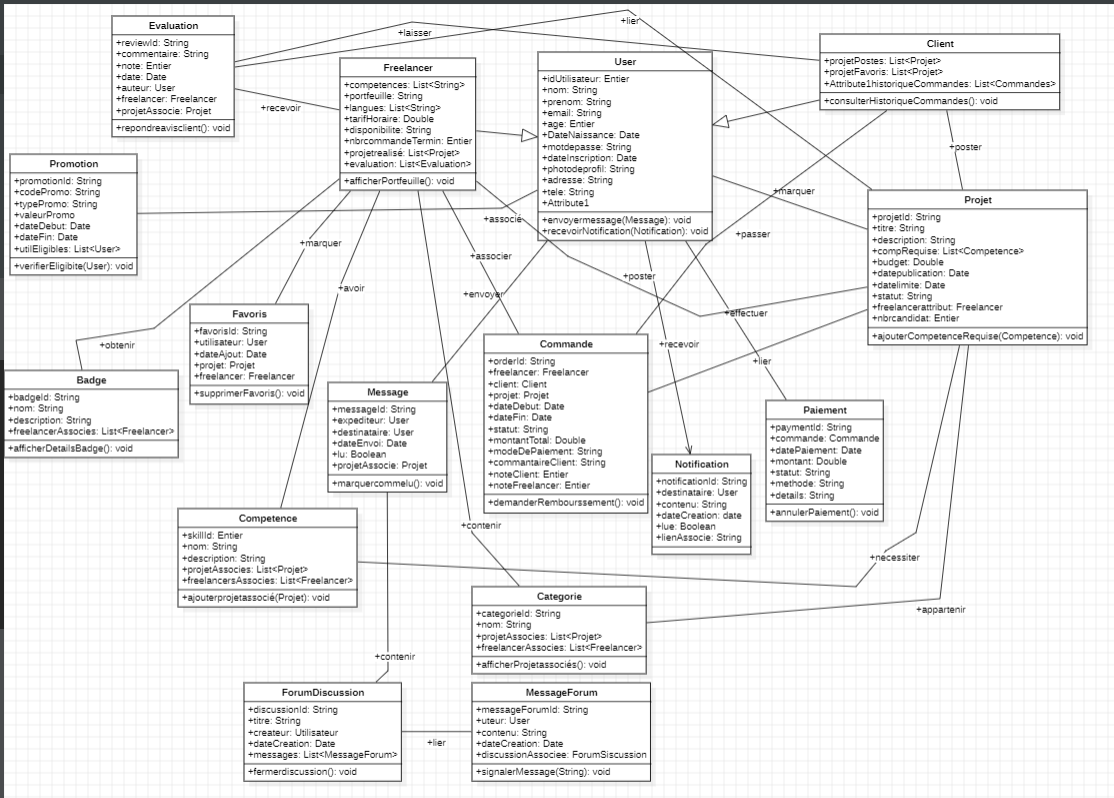 Evaluation
+reviewId: String
+commentaire: String
+note: Entier
+date: Date
+auteur: User
+freelancer: Freelancer
+projetAssocie: Projet
+repondreavisclient(): void
+laisser
+lier
Freelancer
+competences: List<String>
+portfeuille: String
+langues: List<String>
+tarifHoraire: Double
+disponibilite: String
+nbrcommandeTermin: Entier
+projetrealisé: List<Projet>
+evaluation: List<Evaluation>
+afficherPortfeuille(): void
+recevoir
User
+idUtilisateur: Entier
+nom: String
+prenom: String
+email: String
+age: Entier
+DateNaissance: Date
+motdepasse: String
+dateInscription: Date
+photodeprofil: String
+adresse: String
+tele: String
+Attribute1
+envoyermessage(Message): void
+recevoirNotification(Notification): void
Client
+projetPostes: List<Projet>
+projetFavoris: List<Projet>
+Attribute1historiqueCommandes: List<Commandes>
+consulterHistoriqueCommandes(): void
+poster
Promotion
+promotionId: String
+codePromo: String
+typePromo: String
+valeurPromo
+dateDebut: Date
+dateFin: Date
+utilEligibles: List<User>
+verifierEligibite(User): void
+associe
+marquer
+passer
Projet
+projetId: String
+titre: String
+description: String
+compRequise: List<Competence>
+budget: Double
+datepublication: Date
+datelimite: Date
+statut: String
+freelancerattribut: Freelancer
+nbrcandidat: Entier
+ajouterCompetenceRequise(Competence): void
+marquer
+associer
+avoir
+envoyer
+poster
+effectuer
+recevoir
+lier
+obtenir
Favoris
+favorisId: String
+utilisateur: User
+dateAjout: Date
+projet: Projet
+freelancer: Freelancer
+supprimerFavoris(): void
Badge
+badgeId: String
+nom: String
+description: String
+freelancerAssocies: List<Freelancer>
+afficherDetailsBadge(): void
Message
+messageId: String
+expediteur: User
+destinataire: User
+dateEnvoi: Date
+lu: Boolean
+projetAssocie: Projet
+marquercommelu(): void
Commande
+orderId: String
+freelancer: Freelancer
+client: Client
+projet: Projet
+dateDebut: Date
+dateFin: Date
+statut: String
+montantTotal: Double
+modeDePaiement: String
+commantaireClient: String
+noteClient: Entier
+noteFreelancer: Entier
+demanderRembourssement(): void
Notification
+notificationId: String
+destinataire: User
+contenu: String
+dateCreation: date
+lue: Boolean
+lienAssocie: String
Paiement
+paymentId: String
+commande: Commande
+datePaiement: Date
+montant: Double
+statut: String
+methode: String
+details: String
+annulerPaiement(): void
Competence
+skillId: Entier
+nom: String
+description: String
+projetAssocies: List<Projet>
+freelancersAssocies: List<Freelancer>
+ajouterprojetassocié(Projet): void
+contenir
+necessiter
Categorie
+categorieId: String
+nom: String
+projetAssocies: List<Projet>
+freelancerAssocies: List<Freelancer>
+afficherProjetassociés(): void
+appartenir
+contenir
ForumDiscussion
+discussionId: String
+titre: String
+createur: Utilisateur
+dateCreation: Date
+messages: List<MessageForum>
+fermerdiscussion(): void
+lier
MessageForum
+messageForumId: String
+uteur: User
+contenu: String
+dateCreation: Date
+discussionAssociee: ForumSiscussion
+signalerMessage(String): void